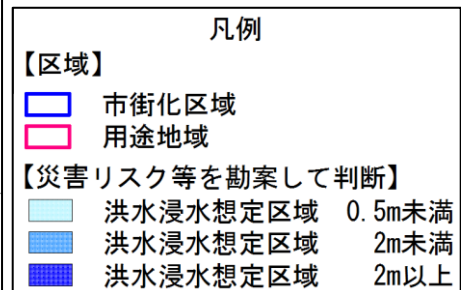 凡例
【区域】
市街化区域
用途地域
【災害リスク等を勘案して判断】
洪水浸水想定区域 0.5m未満
洪水浸水想定区域 2m未満
洪水浸水想定区域 2m以上